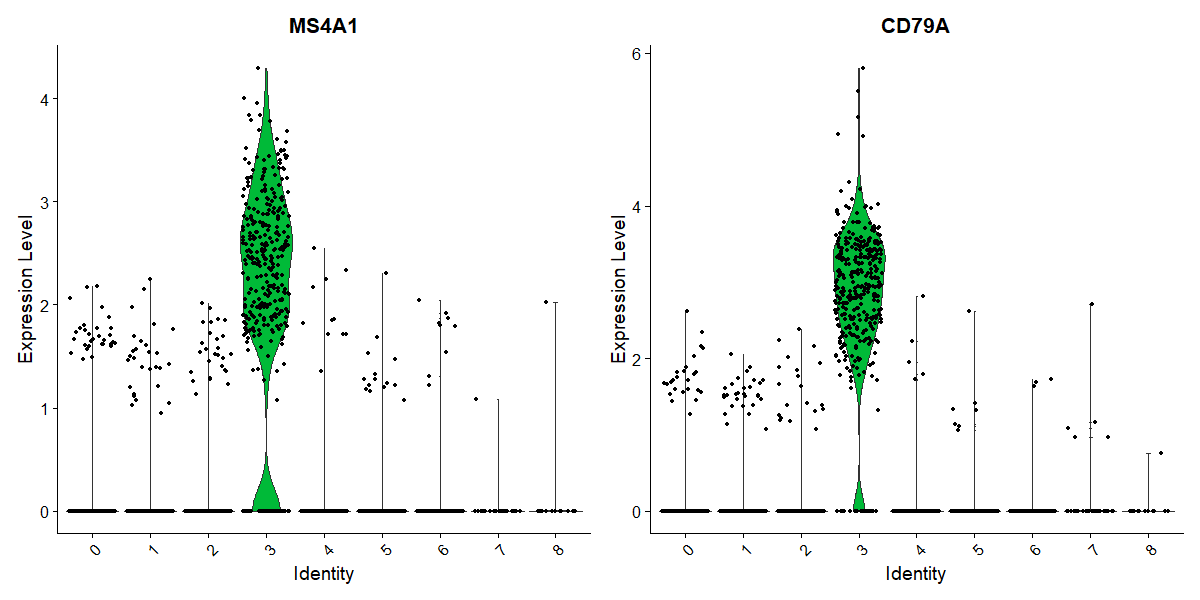 MS4A1
Expression Level
4
3
2
1
0
0 1 2 3 4 5 6 7 8
Identity
CD79A
Expression Level
6
4
2
0
0 1 2 3 4 5 6 7 8
Identity